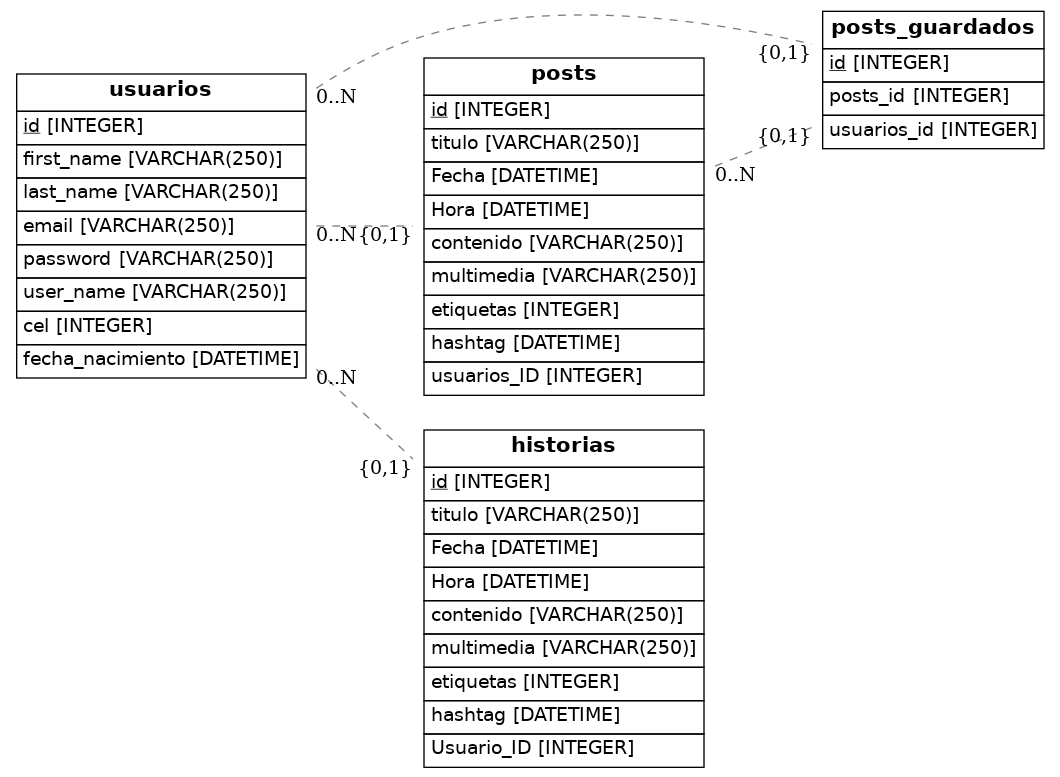 usuarios
id [INTEGER]
first_name [VARCHAR(250)]
last_name [VARCHAR(250)]
email [VARCHAR(250)]
password [VARCHAR(250)]
user_name [VARCHAR(250)]
cel [INTEGER]
fecha_nacimiento [DATETIME]
0..N
0..N
{0,1}
0..N
{0,1}
posts
id [INTEGER]
titulo [VARCHAR(250)]
Fecha [DATETIME]
Hora [DATETIME]
contenido [VARCHAR(250)]
multimedia [VARCHAR(250)]
etiquetas [INTEGER]
hashtag [DATETIME]
usuarios_ID [INTEGER]
historias
id [INTEGER]
titulo [VARCHAR(250)]
Fecha [DATETIME]
Hora [DATETIME]
contenido [VARCHAR(250)]
multimedia [VARCHAR(250)]
etiquetas [INTEGER]
hashtag [DATETIME]
Usuario_ID [INTEGER]
{0,1}
{0,1}
0..N
posts_guardados
id [INTEGER]
posts_id [INTEGER]
usuarios_id [INTEGER]